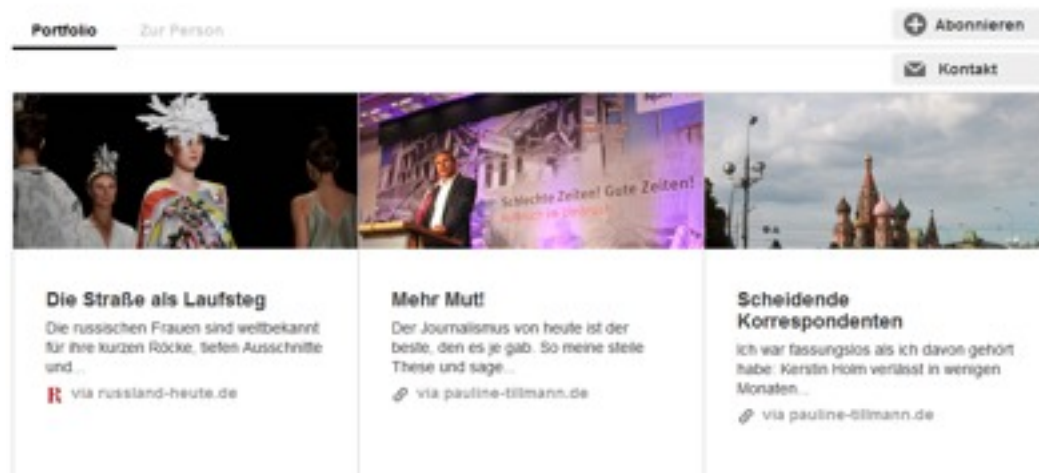 Portfolio
Zur Person
Abonnieren
Kontakt
Schlechte Zeiten! Gute Zeiten!
Die Straße als Laufsteg
Die russischen Frauen sind weltbekannt
für ihre kurzen Röcke, tiefen Ausschnitte
und...
R via russland-heute.de
Mehr Mut!
Der Journalismus von heute ist der
beste, den es je gab. So meine steile
These und sage...
via pauline-tillmann.de
Scheidende
Korrespondenten
Ich war fassungslos als ich davon gehört
habe: Kerstin Holm verlässt in wenigen
Monaten...
via pauline-tillmann.de